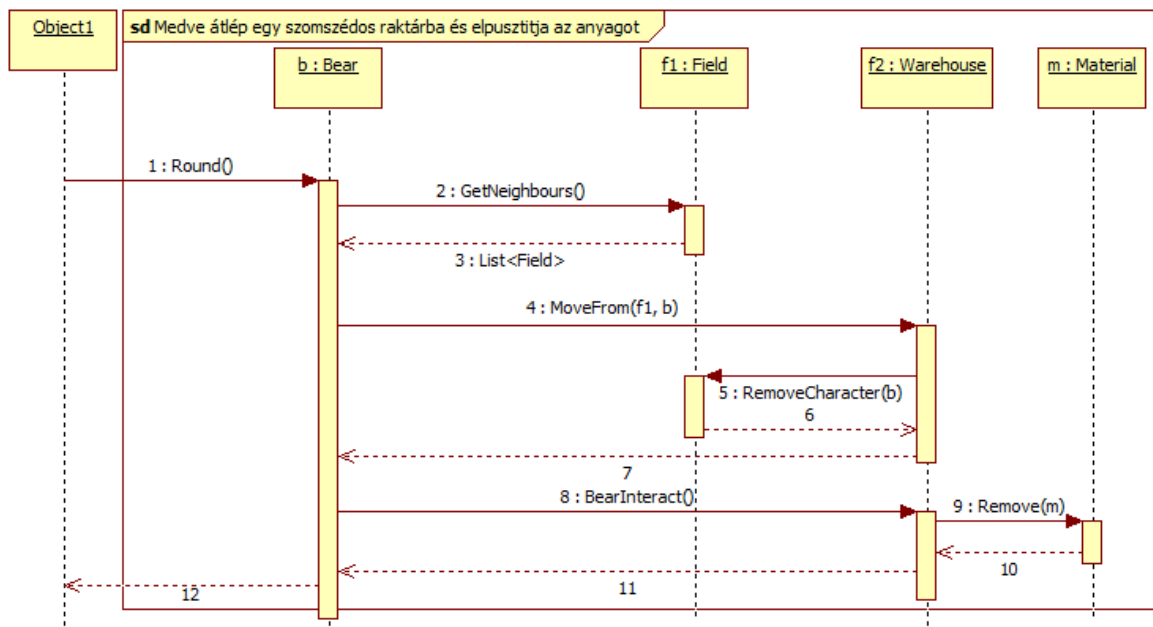 Object1
sd Medve átlép egy szomszédos raktárba és elpusztitja az anyagot
b : Bear
f1 : Field
f2 : Warehouse
m : Material
1 : Round()
2 : GetNeighbours()
3 : List<Field>
4 : MoveFrom(f1, b)
5 : RemoveCharacter(b)
6
7
8 : BearInteract()
9 : Remove(m)
10
11
12